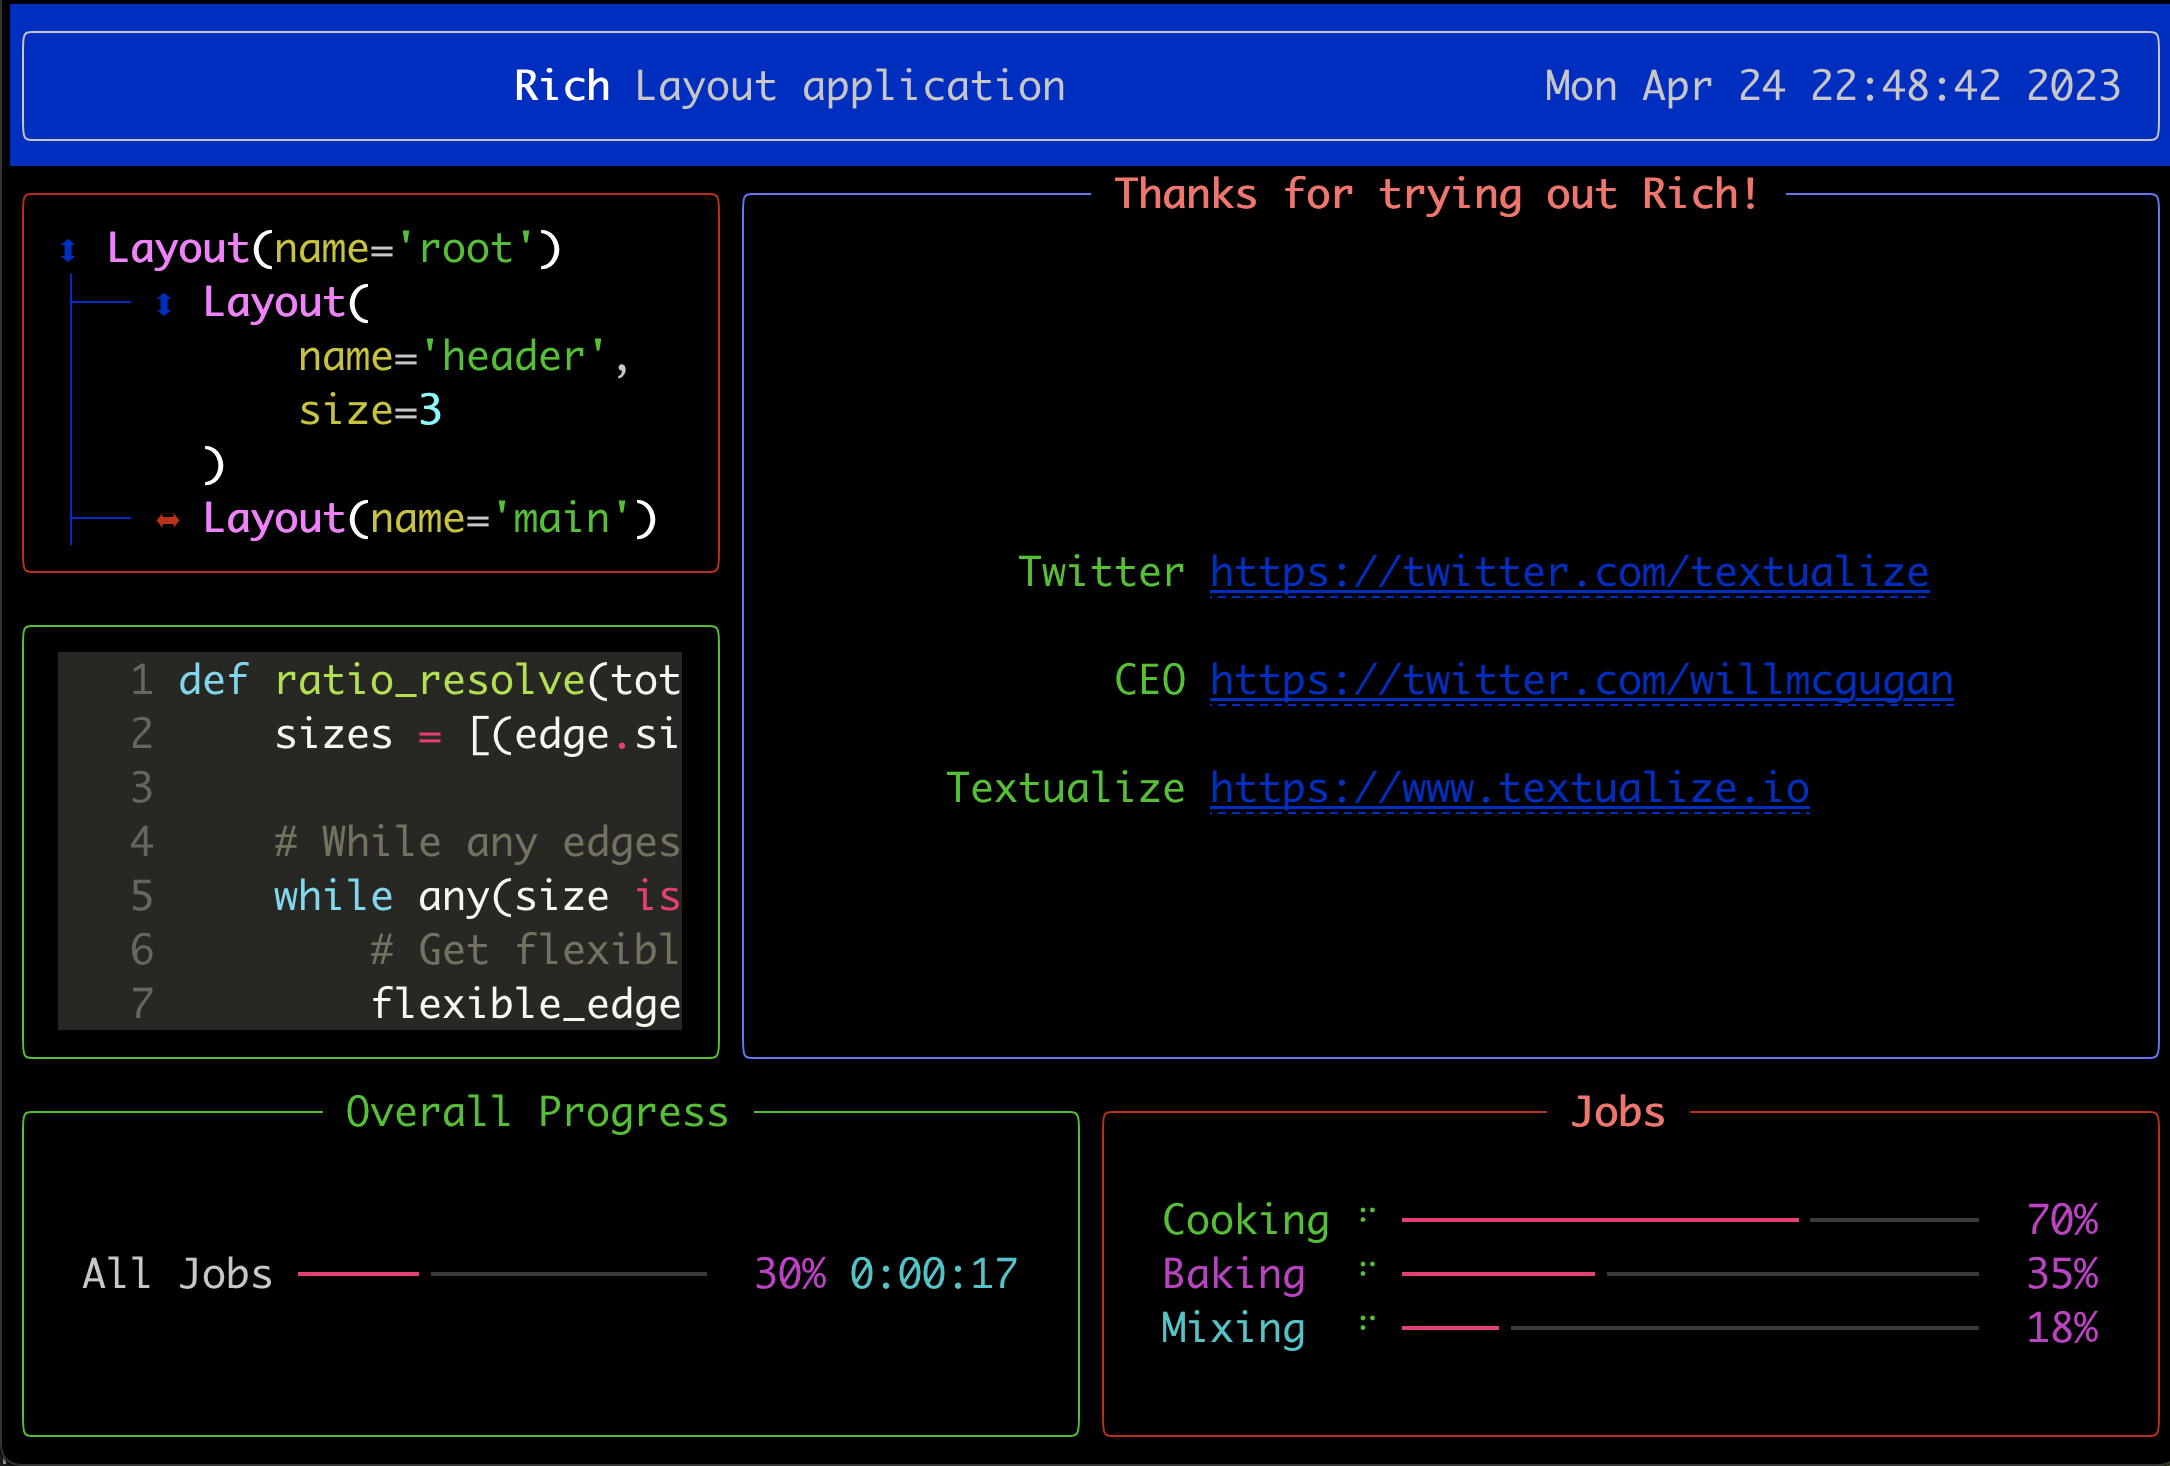 Rich Layout application Mon Apr 24 22:48:42 2023
Layout(name='root')
Layout(
name='header',
size=3
)
Layout(name='main')
1 def ratio_resolve(tot
2 sizes = [(edge.si
3
4 # While any edges
5 while any(size is
6 # Get flexibl
7 flexible_edge
Thanks for trying out Rich!
Twitter https://twitter.com/textualize
CEO https://twitter.com/willmcgugan
Textualize https://www.textualize.io
Overall Progress
All Jobs 30% 0:00:17
Jobs
Cooking 70%
Baking 35%
Mixing 18%